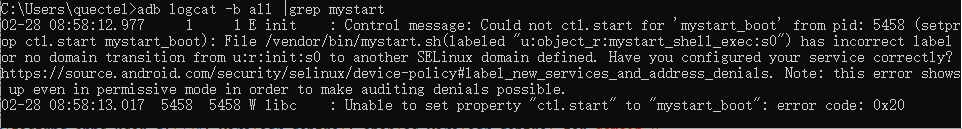 C:\Users\quectel>adb logcat -b all |grep mystart
02-28 08:58:12.977     1     1 E init    : Control message: Could not ctl.start for 'mystart_boot' from pid: 5458 (setpr
op ctl.start mystart_boot): File /vendor/bin/mystart.sh(labeled "u:object_r:mystart_shell_exec:s0") has incorrect label
or no domain transition from u:r:init:s0 to another SELinux domain defined. Have you configured your service correctly?
https://source.android.com/security/selinux/device-policy#label_new_services_and_address_denials. Note: this error shows
 up even in permissive mode in order to make auditing denials possible.
02-28 08:58:13.017  5458  5458 W libc    : Unable to set property "ctl.start" to "mystart_boot": error code: 0x20